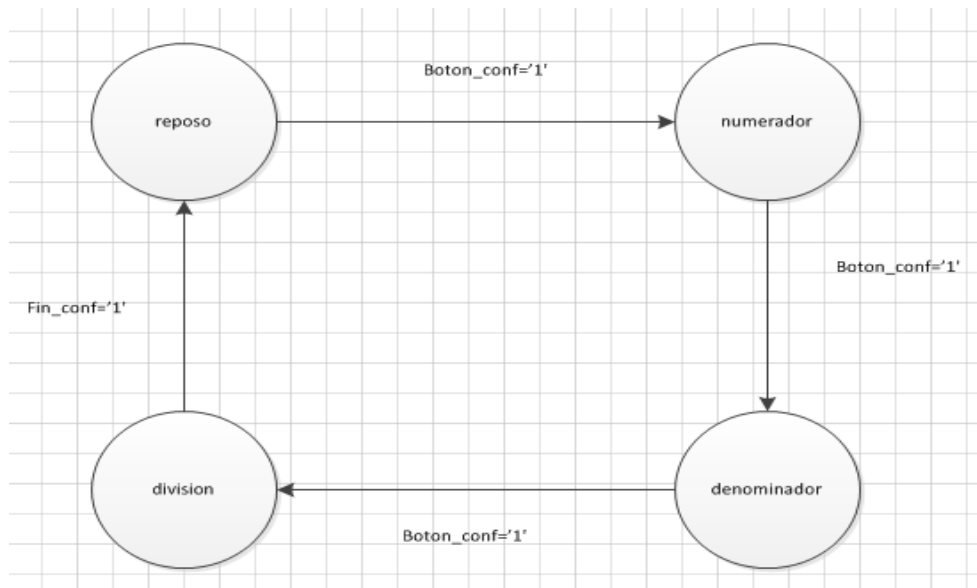 Boton_conf='1'
reposo
numerador
Boton_conf='1'
Fin_conf='1'
division
denominador
Boton_conf='1'